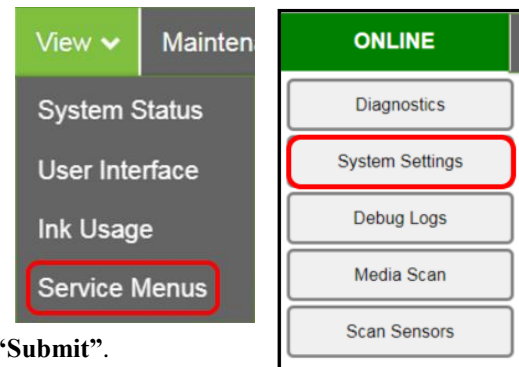 View Mainten
System Status
User Interface
Ink Usage
Service Menus
“Submit”.
ONLINE
Diagnostics
System Settings
Debug Logs
Media Scan
Scan Sensors